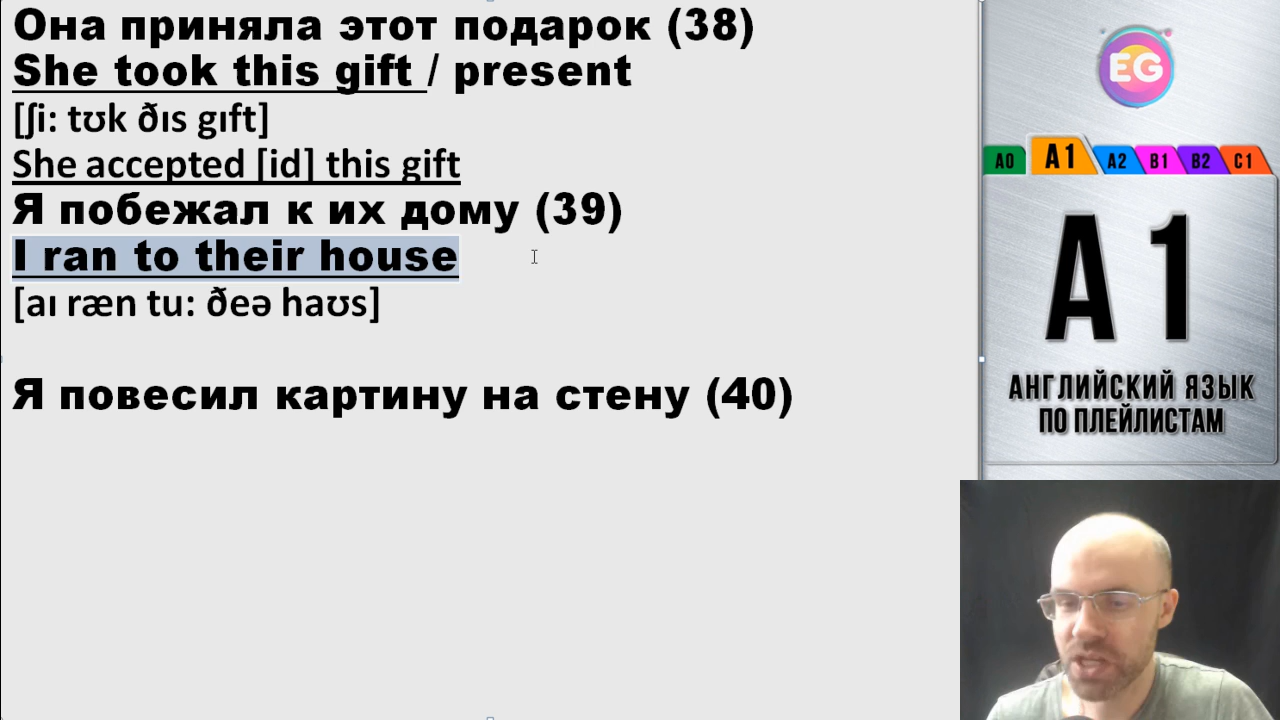 Она приняла этот подарок (38)
She took this gift / present
[ʃi: tʊk ðɪs gɪft]
She accepted [id] this gift
Я побежал к их дому (39)
I ran to their house
[aɪ ræn tu: ðeə haʊs]
Я повесил картину на стену (40)
EG
A0 A1 A2 B1 B2 C1
A 1
АНГЛИЙСКИЙ ЯЗЫК
ПО ПЛЕЙЛИСТАМ